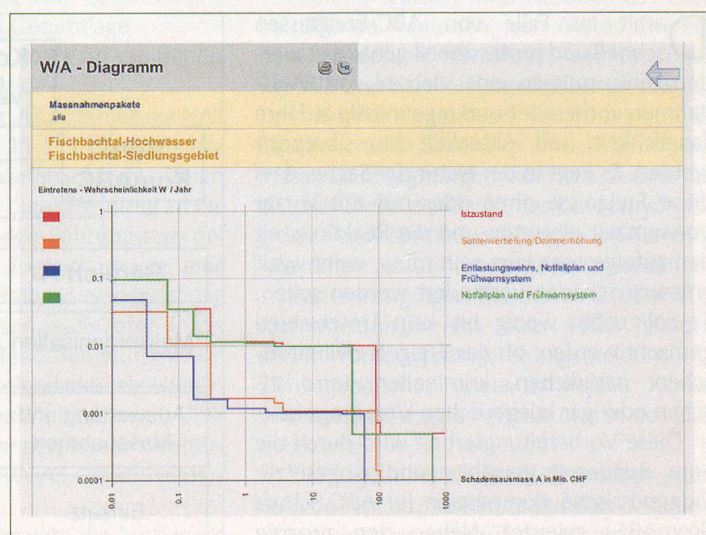 W/A - Diagramm
Massnahmenpakete
alle
Fischbachtal-Hochwasser
Fischbachtal-Siedlungsgebiet
Eintretens - Wahrscheinlichkeit W / Jahr
Istzustand
Sohlenvertiefung/Dammerhöhung
Entlastungswehre, Notfallplan und
Frühwarnsystem
Notfallplan und Frühwarnsystem
1
0.1
0.01
0.001
0.0001
Schadensausmass A in Mio. CHF
0.01
0.1
1
10
100
1000